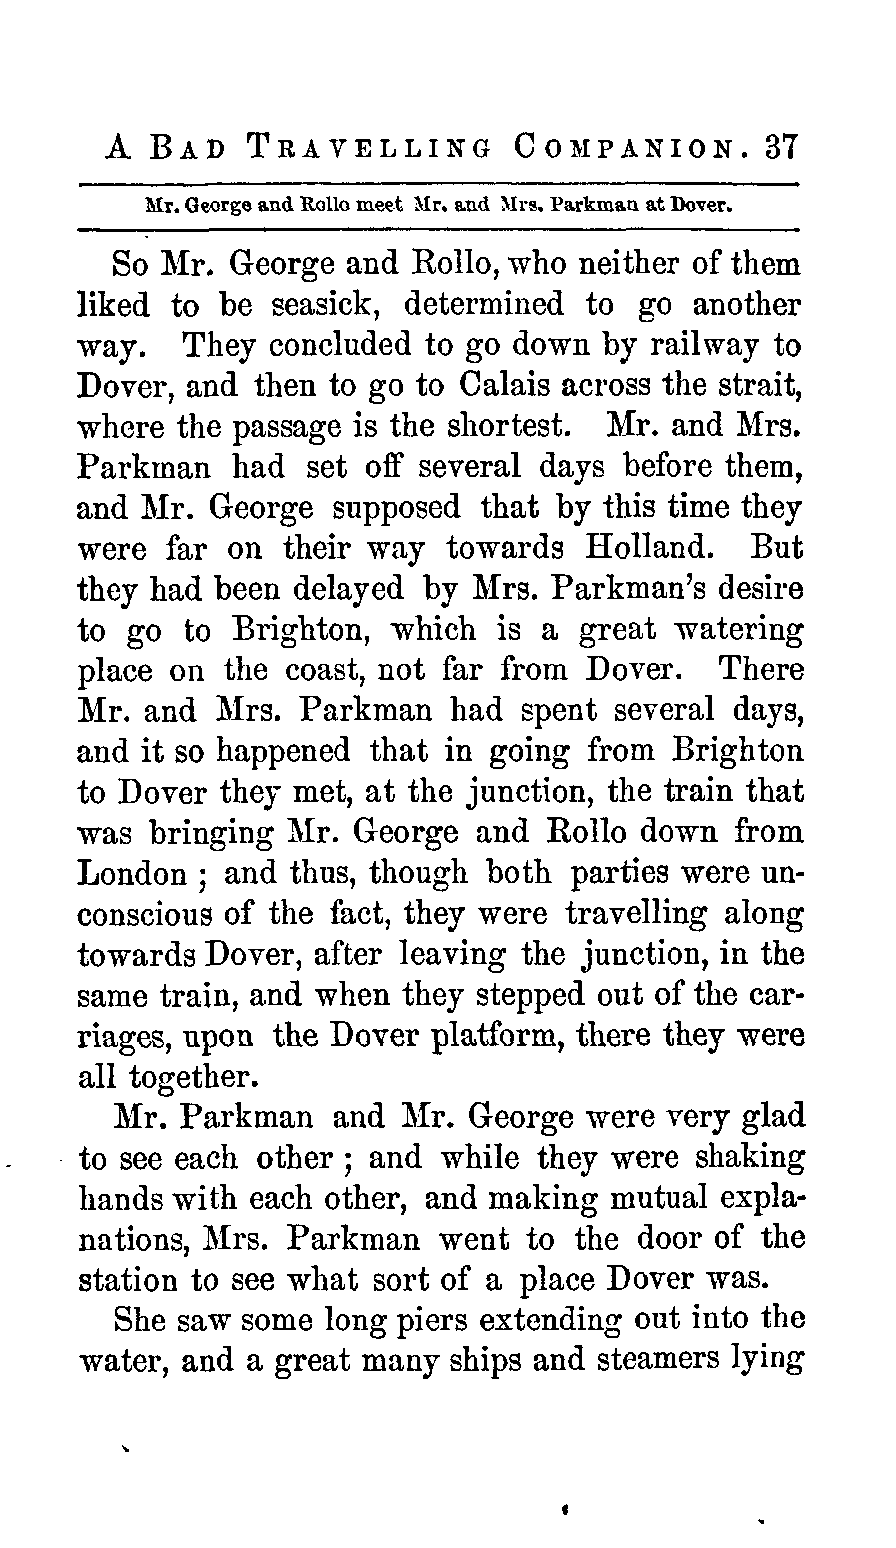 A BAD TRAVELLING COMPANION. 37
Mr. George and Rollo meet Mr. and Mrs. Parkman at Dover.
So Mr. George and Rollo, who neither of them
liked to be seasick, determined to go another
way. They concluded to go down by railway to
Dover, and then to go to Calais across the strait,
where the passage is the shortest. Mr. and Mrs.
Parkman had set off several days before them,
and Mr. George supposed that by this time they
were far on their way towards Holland. But
they had been delayed by Mrs. Parkman's desire
to go to Brighton, which is a great watering
place on the coast, not far from Dover. There
Mr. and Mrs. Parkman had spent several days,
and it so happened that in going from Brighton
to Dover they met, at the junction, the train that
was bringing Mr. George and Rollo down from
London ; and thus, though both parties were un-
conscious of the fact, they were travelling along
towards Dover, after leaving the junction, in the
same train, and when they stepped out of the car-
riages, upon the Dover platform, there they were
all together.
Mr. Parkman and Mr. George were very glad
to see each other ; and while they were shaking
hands with each other, and making mutual expla-
nations, Mrs. Parkman went to the door of the
station to see what sort of a place Dover was.
She saw some long piers extending out into the
water, and a great many ships and steamers lying